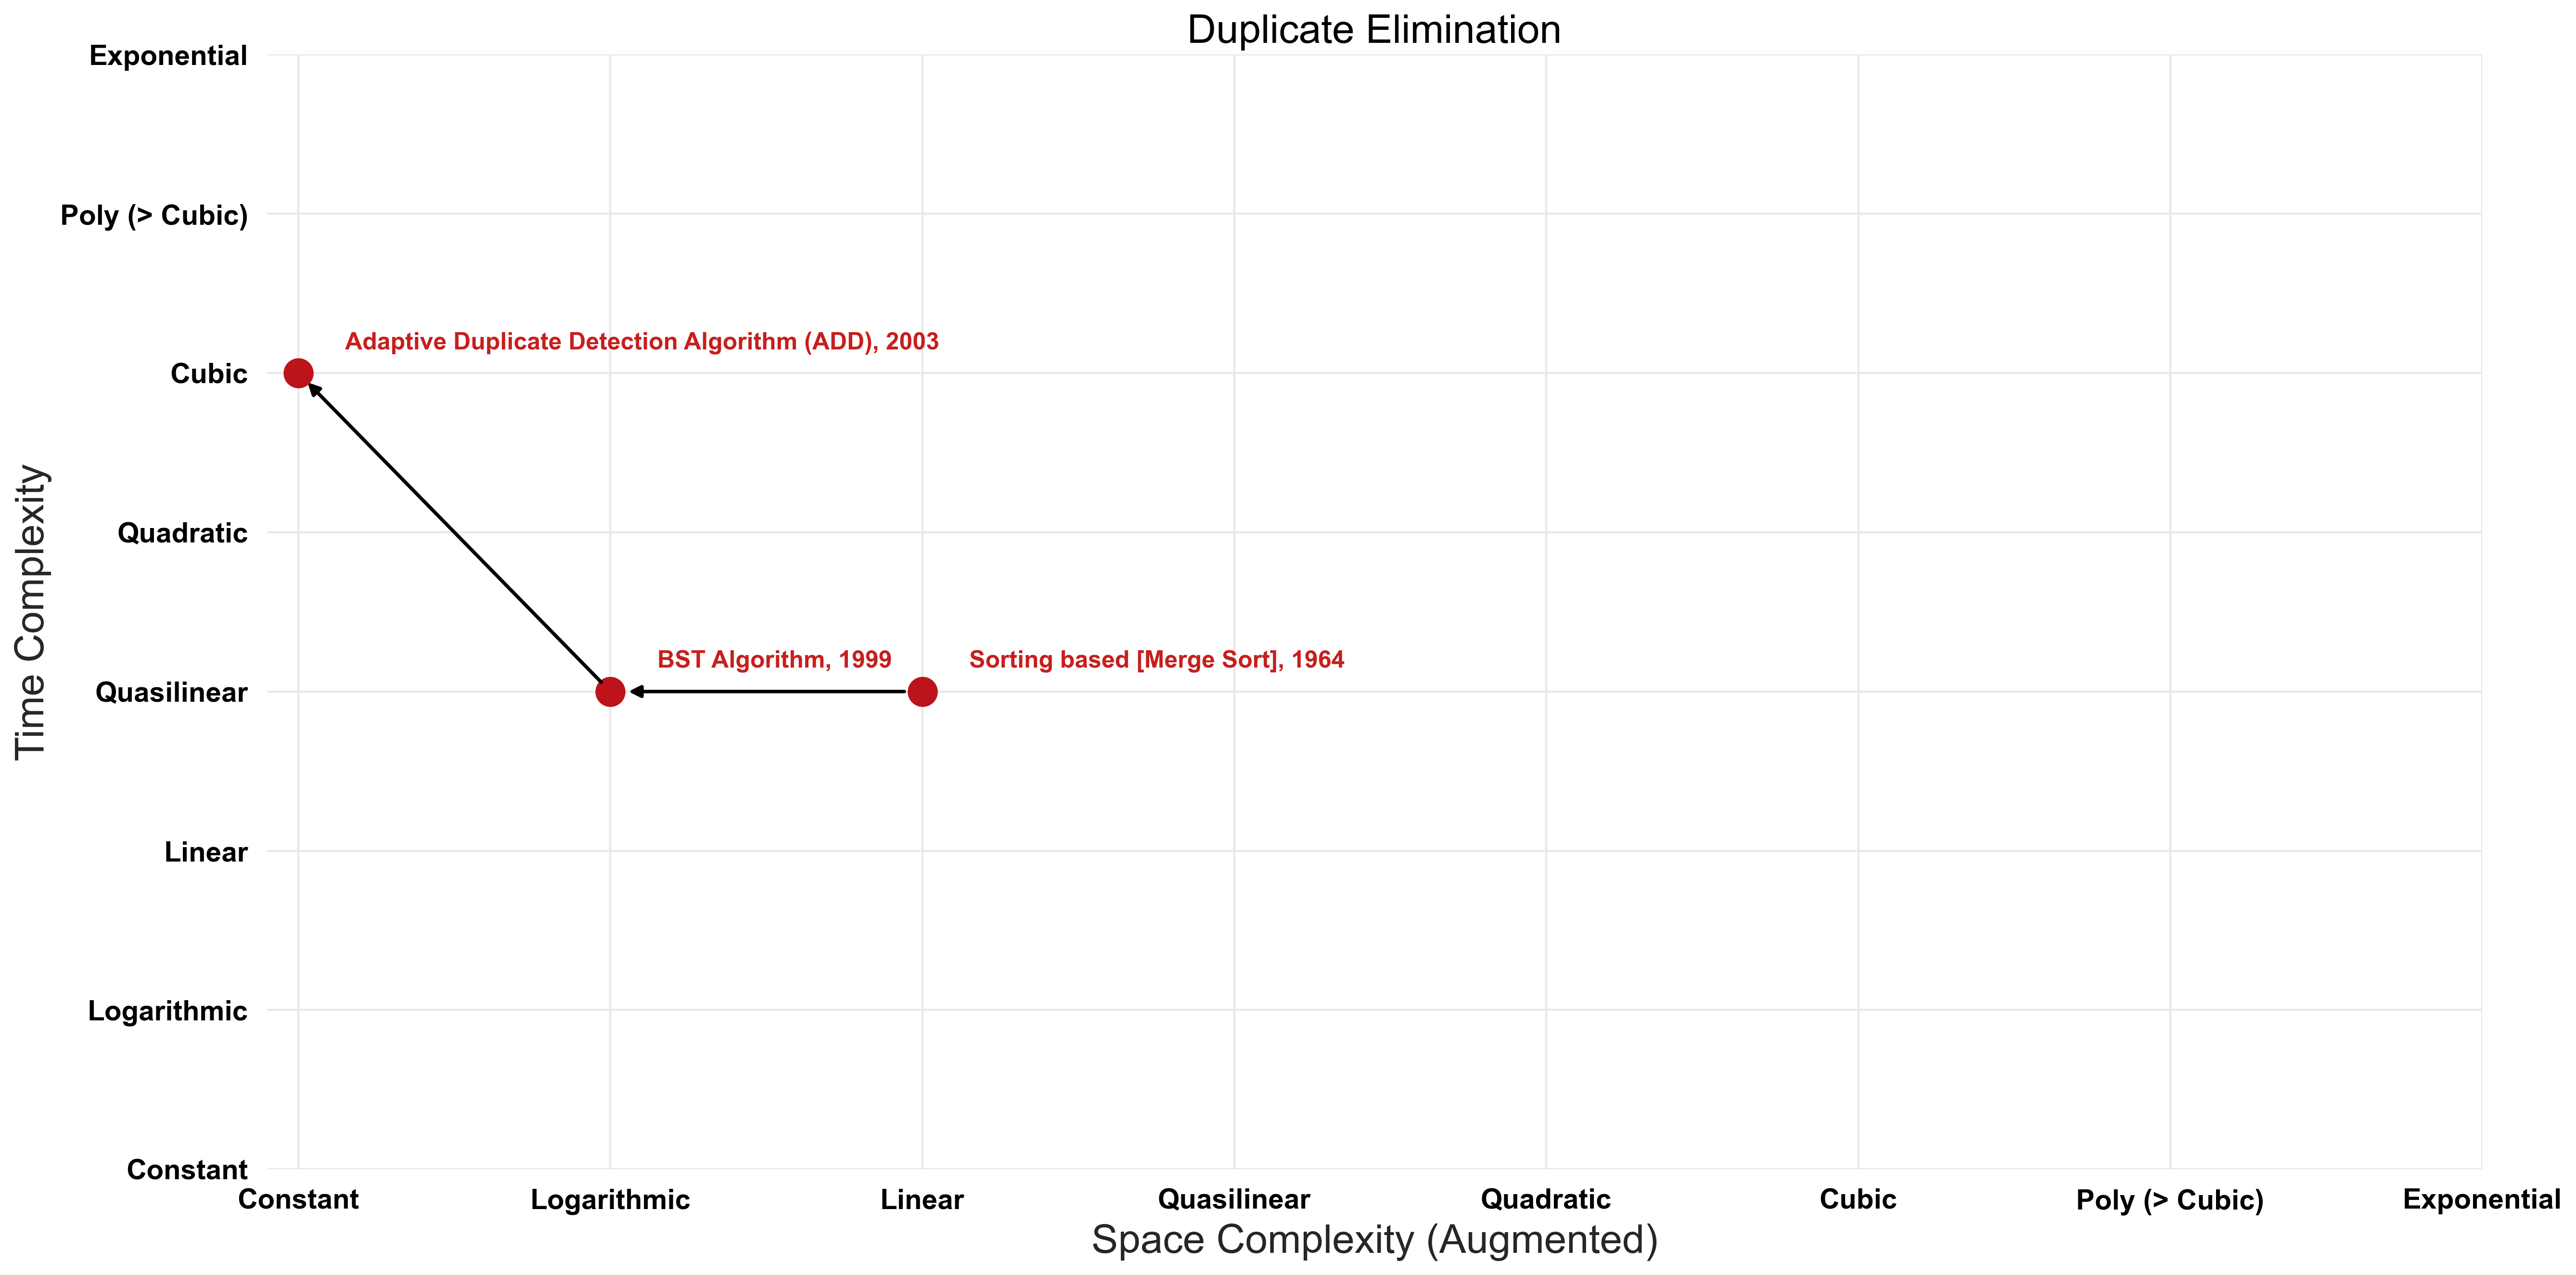 Duplicate Elimination
Exponential
Poly (> Cubic)
Adaptive Duplicate Detection Algorithm (ADD), 2003
Cubic
Quadratic
BST Algorithm, 1999
Sorting based [Merge Sort], 1964
Quasilinear
Linear
Logarithmic
Constant
Time Complexity
Constant
Logarithmic
Linear
Quasilinear
Quadratic
Cubic
Poly (> Cubic)
Exponential
Space Complexity (Augmented)